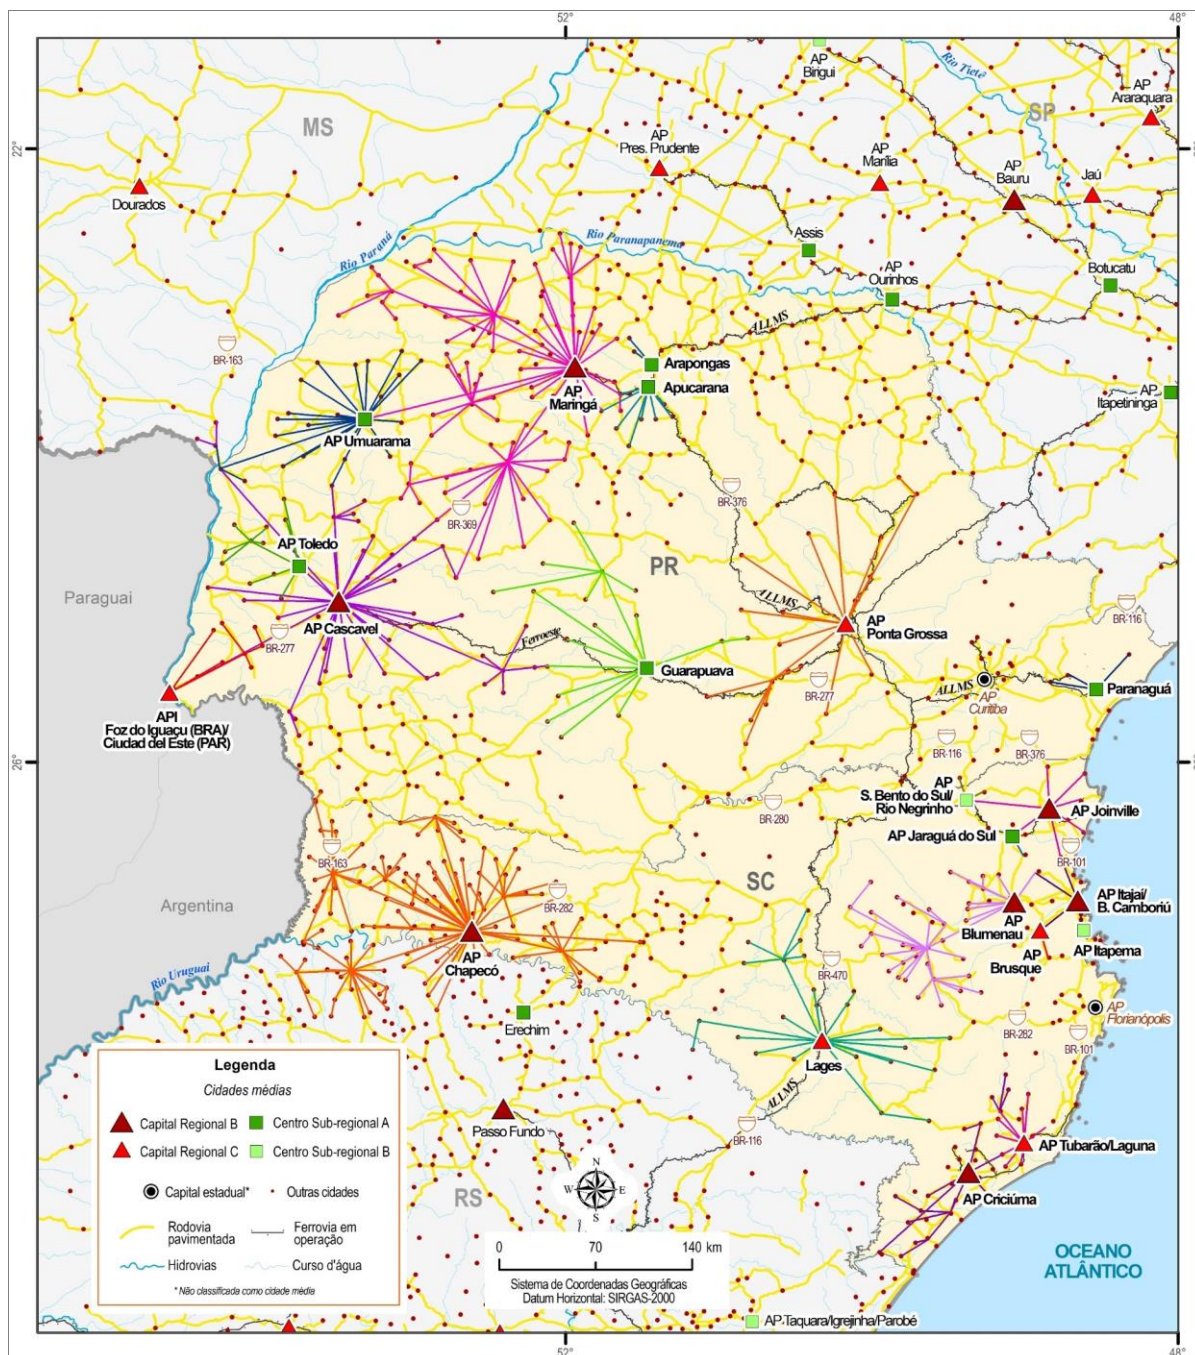 52°
48°
AP
Birigui
Rio Tietê
AP
Araraquara
SP
MS
AP
Pres. Prudente
22°
AP
Marília
AP
Bauru
Jaú
Dourados
Rio Paraná
Rio Paranapanema
Assis
AP
Ourinhos
Botucatu
ALLMS
BR-163
Arapongas
Apucarana
AP
Maringá
AP
Itapetininga
AP Umuarama
BR-376
BR-369
AP Toledo
PR
Paraguai
ALLMS
BR-116
AP Cascavel
AP
Ponta Grossa
BR-277
Ferroeste
Guarapuava
BR-277
ALLMS
AP
Curitiba
Paranaguá
API
Foz do Iguaçu (BRA)/
Ciudad del Este (PAR)
BR-116
BR-376
26°
AP
S. Bento do Sul/
Rio Negrinho
BR-280
AP Joinville
AP Jaraguá do Sul
BR-163
BR-101
SC
BR-282
Argentina
AP Itajaí/
B. Camboriú
AP
Blumenau
AP
Chapecó
AP
Brusque
AP Itapema
Rio Uruguai
BR-470
Erechim
AP
Florianópolis
BR-282
BR-101
Lages
ALLMS
Passo Fundo
BR-116
AP Tubarão/Laguna
AP Criciúma
RS
Legenda
Cidades médias
Capital Regional B
Centro Sub-regional A
Capital Regional C
Centro Sub-regional B
Capital estadual*
Outras cidades
Rodovia
pavimentada
Ferrovia em
operação
Hidrovias
Curso d'água
* Não classificada como cidade média
N
W
E
S
0
70
140 km
Sistema de Coordenadas Geográficas
Datum Horizontal: SIRGAS-2000
OCEANO
ATLÂNTICO
AP Taquara/Igrejinha/Parobé
52°
48°